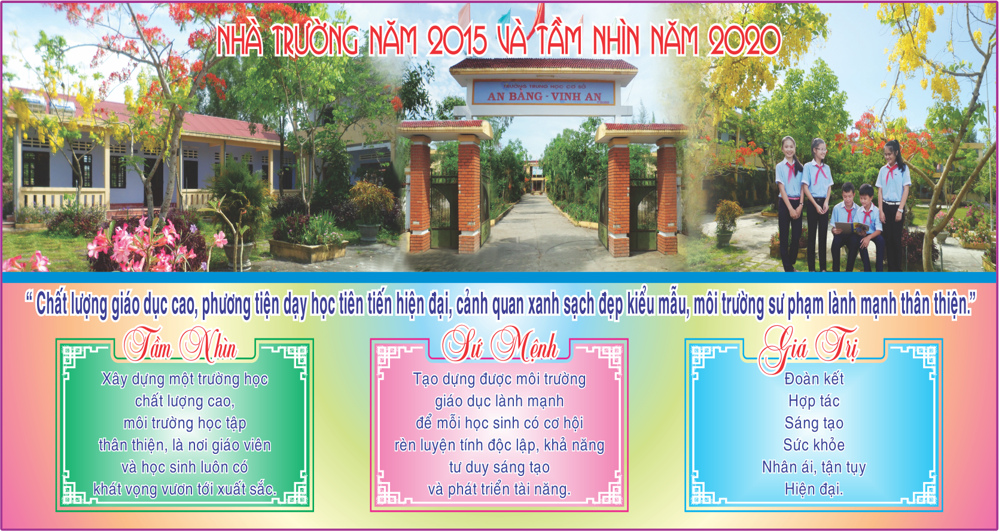 NHÀ TRƯỜNG NĂM 2015 VÀ TẦM NHÌN NĂM 2020
TRƯỜNG TRUNG HỌC CƠ SỞ
AN BẰNG - VINH AN
“ Chất lượng giáo dục cao, phương tiện dạy học tiên tiến hiện đại, cảnh quan xanh sạch đẹp kiểu mẫu, môi trường sư phạm lành mạnh thân thiện.”
Tầm Nhìn
Xây dựng một trường học
chất lượng cao,
môi trường học tập
thân thiện, là nơi giáo viên
và học sinh luôn có
khát vọng vươn tới xuất sắc.
Sứ Mệnh
Tạo dựng được môi trường
giáo dục lành mạnh
để mỗi học sinh có cơ hội
rèn luyện tính độc lập, khả năng
tư duy sáng tạo
và phát triển tài năng.
Giá Trị
Đoàn kết
Hợp tác
Sáng tạo
Sức khỏe
Nhân ái, tận tụy
Hiện đại.